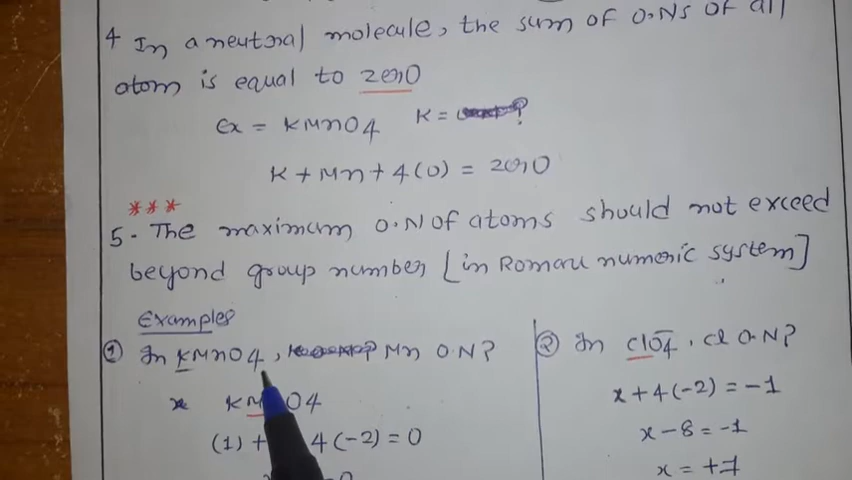 4 In a neutral molecule, the sum of O.Ns of all
atom is equal to zero
Ex = KMnO4 K = ?
K + Mn + 4(O) = zero
***
5. The maximum O.N of atoms should not exceed
beyond group number [in Roman numeric system]
Examples
① In KMnO4, Mn O.N?
x KMnO4
(1) + 4(-2) = 0
② In ClO4⁻, Cl O.N?
x + 4(-2) = -1
x - 8 = -1
x = +7